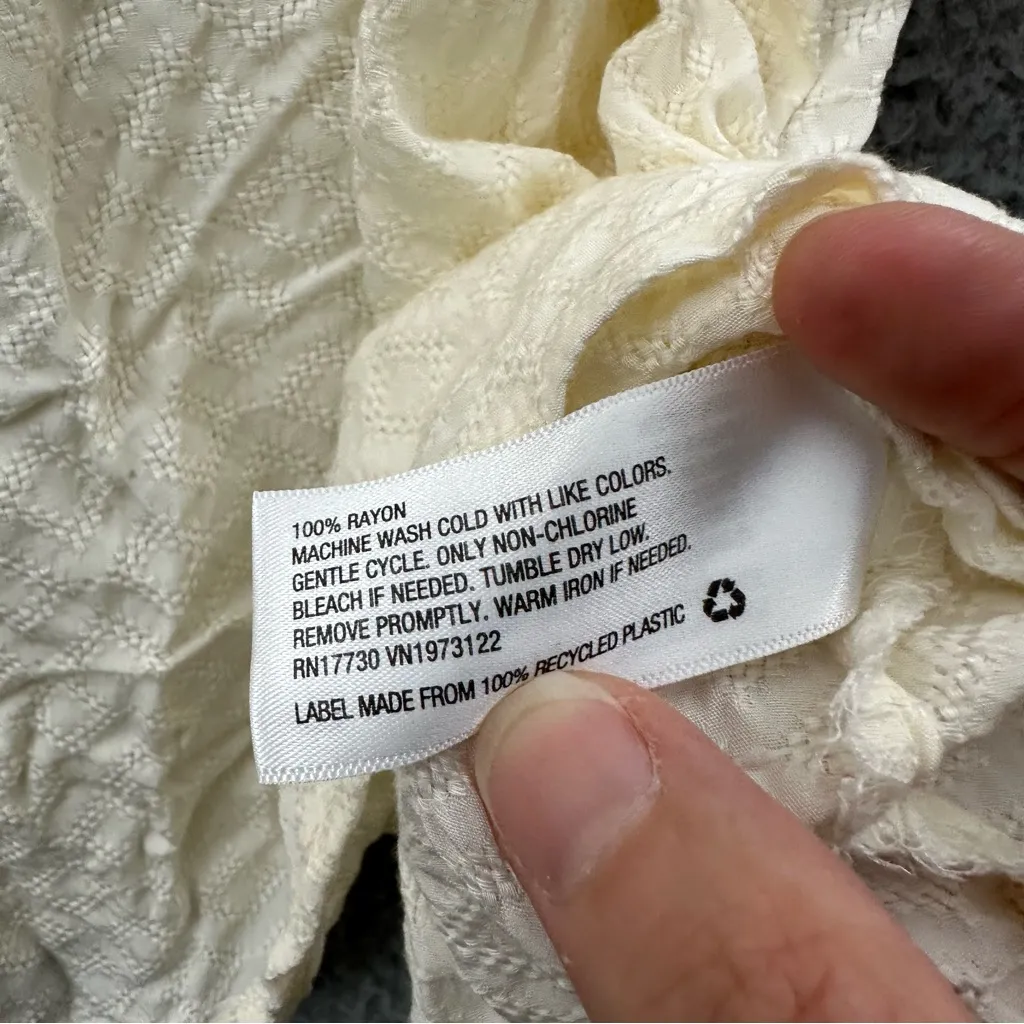 100% RAYON
MACHINE WASH COLD WITH LIKE COLORS.
GENTLE CYCLE. ONLY NON-CHLORINE
BLEACH IF NEEDED. TUMBLE DRY LOW.
REMOVE PROMPTLY. WARM IRON IF NEEDED.
RN17730 VN1973122
LABEL MADE FROM 100% RECYCLED PLASTIC